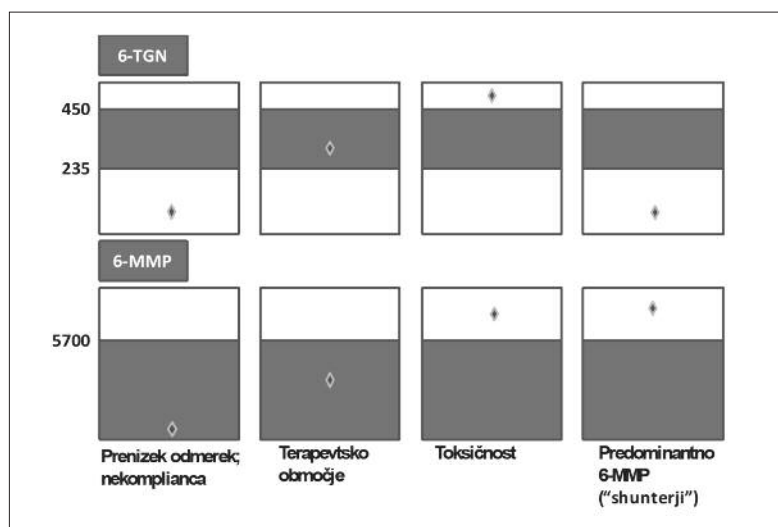 6-TGN
450
235
6-MMP
5700
Prenizek odmerek;
nekomplianca
Terapevtsko
območje
Toksičnost
Predominantno
6-MMP
(“shunterji”)